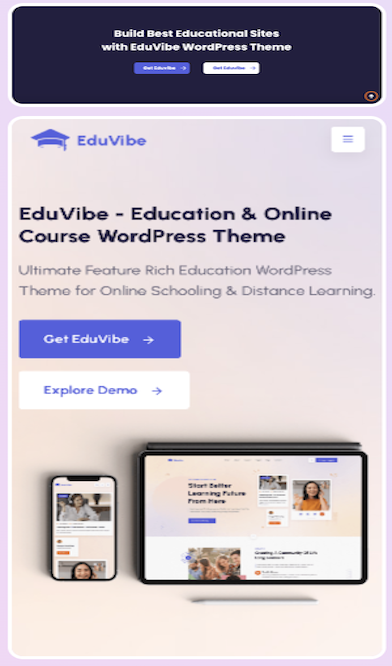 Build Best Educational Sites
with EduVibe WordPress Theme
Get EduVibe → Get EduVibe →
EduVibe
EduVibe - Education & Online
Course WordPress Theme
Ultimate Feature Rich Education WordPress
Theme for Online Schooling & Distance Learning.
Get EduVibe →
Explore Demo →
Start Better
Learning Future
From Here